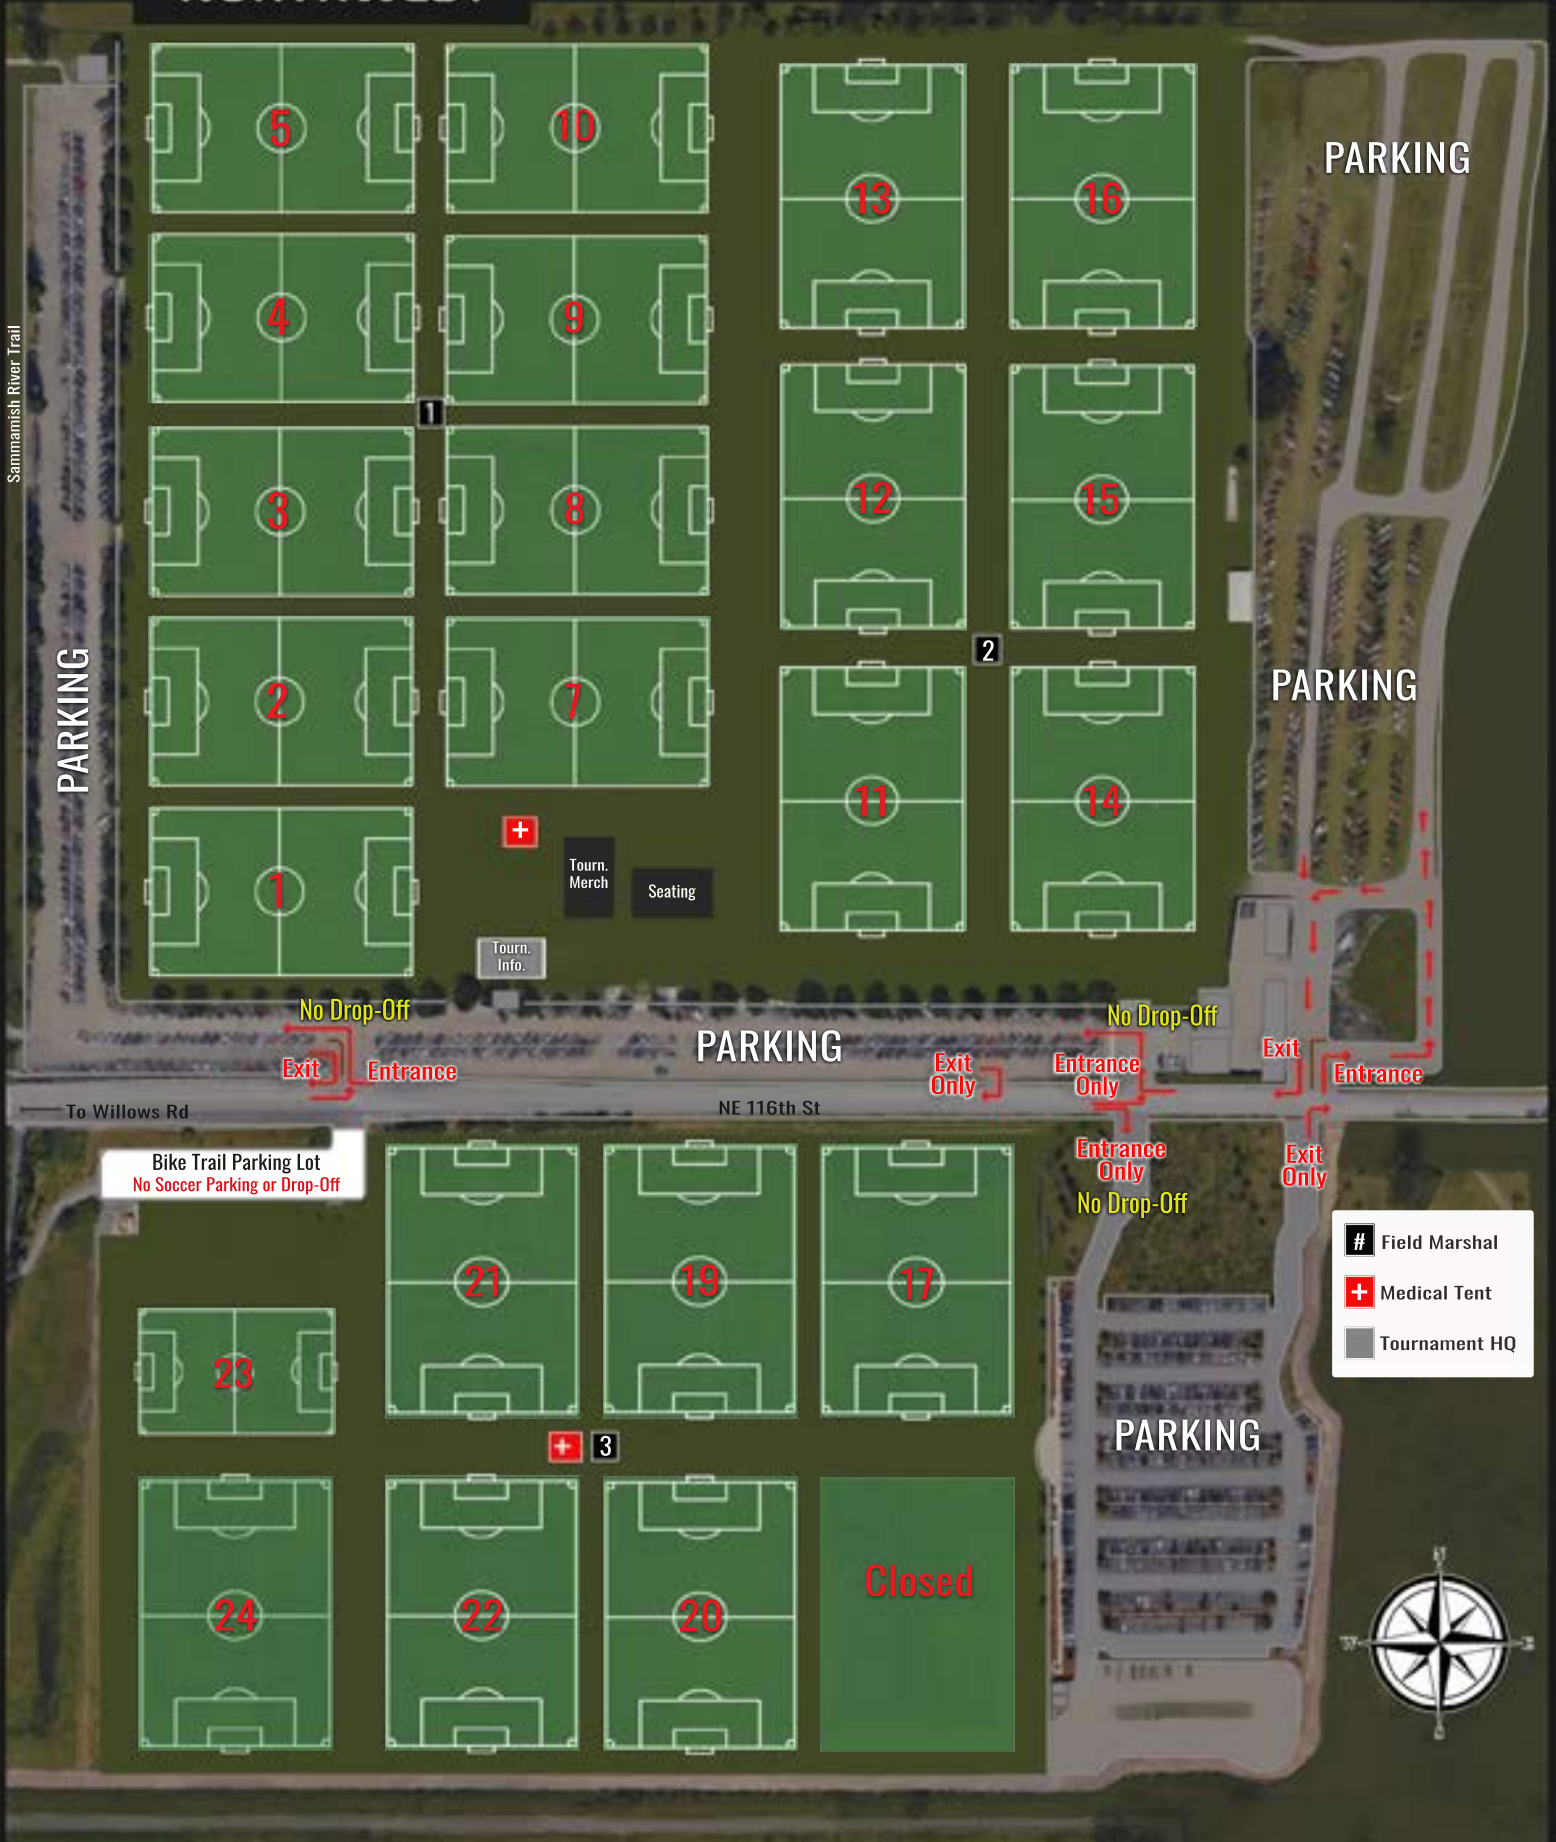 5
10
13
16
PARKING
4
9
Sammamish River Trail
1
3
8
12
15
2
PARKING
PARKING
2
7
11
14
+
Tourn.
Merch
Seating
1
Tourn.
Info.
No Drop-Off
No Drop-Off
PARKING
Exit
Entrance
Exit
Only
Entrance
Only
Exit
Entrance
To Willows Rd
NE 116th St
Bike Trail Parking Lot
No Soccer Parking or Drop-Off
Entrance
Only
Exit
Only
No Drop-Off
# Field Marshal
+ Medical Tent
Tournament HQ
21
19
17
23
+
3
PARKING
24
22
20
Closed